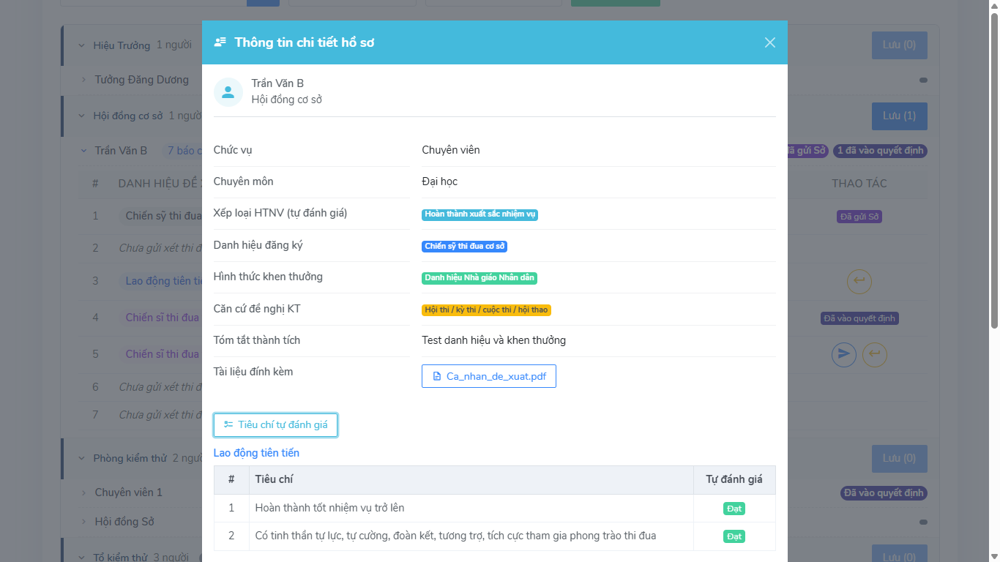 Thông tin chi tiết hồ sơ
Trần Văn B
Hội đồng cơ sở
Chức vụ Chuyên viên
Chuyên môn Đại học
Xếp loại HTNV (tự đánh giá) Hoàn thành xuất sắc nhiệm vụ
Danh hiệu đăng ký Chiến sỹ thi đua cơ sở
Hình thức khen thưởng Danh hiệu Nhà giáo Nhân dân
Căn cứ đề nghị KT Hội thi / kỳ thi / cuộc thi / hội thao
Tóm tắt thành tích Test danh hiệu và khen thưởng
Tài liệu đính kèm Ca_nhan_de_xuat.pdf
Tiêu chí tự đánh giá
Lao động tiên tiến
# Tiêu chí Tự đánh giá
1 Hoàn thành tốt nhiệm vụ trở lên Đạt
2 Có tinh thần tự lực, tự cường, đoàn kết, tương trợ, tích cực tham gia phong trào thi đua Đạt
Hiệu Trưởng 1 người Lưu (0)
Tưởng Đăng Dương
Hội đồng cơ sở 1 Lưu (1)
Trần Văn B 7 báo gửi Sở 1 đã vào quyết định
# DANH HIỆU ĐỀ THAO TÁC
1 Chiến sỹ thi đua Đã gửi Sở
2 Chưa gửi xét thi
3 Lao động tiên
4 Chiến sĩ thi đua Đã vào quyết định
5 Chiến sĩ thi đua
6 Chưa gửi xét thi
7 Chưa gửi xét thi
Phòng kiểm thử 2 Lưu (0)
Chuyên viên 1 Đã vào quyết định
Hội đồng Sở
Tổ kiểm thử 3 người Lưu (0)